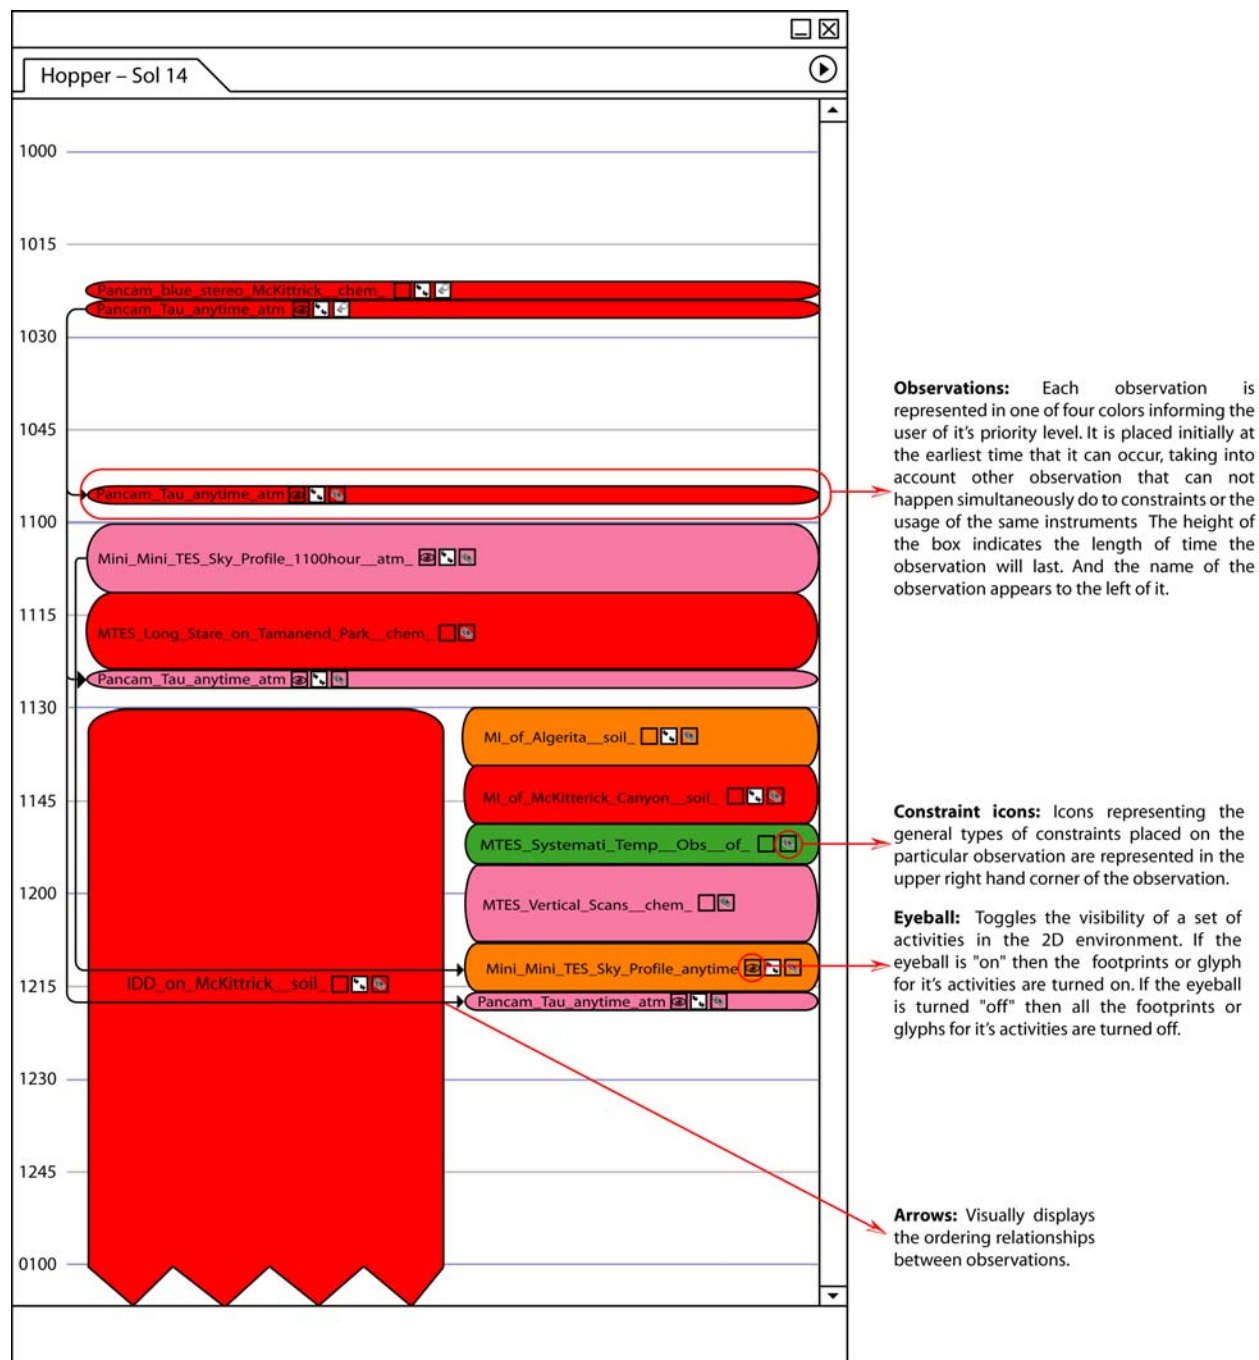 Hopper – Sol 14
1000
1015
Pancam_blue_stereo_McKittrick__chem_
Pancam_Tau_anytime_atm
1030
1045
Pancam_Tau_anytime_atm
1100
Mini_Mini_TES_Sky_Profile_1100hour__atm_
1115
MTES_Long_Stare_on_Tamanend_Park__chem_
Pancam_Tau_anytime_atm
1130
MI_of_Algerita__soil_
1145
MI_of_McKitterick_Canyon__soil_
MTES_Systemati_Temp__Obs__of_
1200
MTES_Vertical_Scans__chem_
Mini_Mini_TES_Sky_Profile_anytime
IDD_on_McKittrick__soil_
1215
Pancam_Tau_anytime_atm
1230
1245
0100
Observations: Each observation is
represented in one of four colors informing the
user of it's priority level. It is placed initially at
the earliest time that it can occur, taking into
account other observation that can not
happen simultaneously do to constraints or the
usage of the same instruments The height of
the box indicates the length of time the
observation will last. And the name of the
observation appears to the left of it.
Constraint icons: Icons representing the
general types of constraints placed on the
particular observation are represented in the
upper right hand corner of the observation.
Eyeball: Toggles the visibility of a set of
activities in the 2D environment. If the
eyeball is "on" then the footprints or glyph
for it's activities are turned on. If the eyeball
is turned "off" then all the footprints or
glyphs for it's activities are turned off.
Arrows: Visually displays
the ordering relationships
between observations.